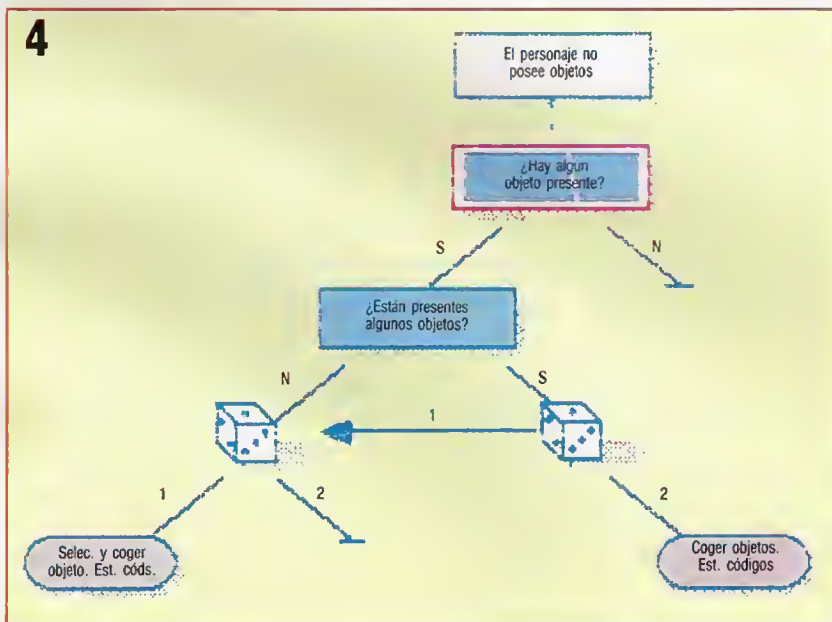 4
El personaje no
posee objetos
¿Hay algun
objeto presente?
S
N
¿Están presentes
algunos objetos?
N
S
1
1
2
2
Selec. y coger
objeto. Est. códs.
Coger objetos.
Est. códigos